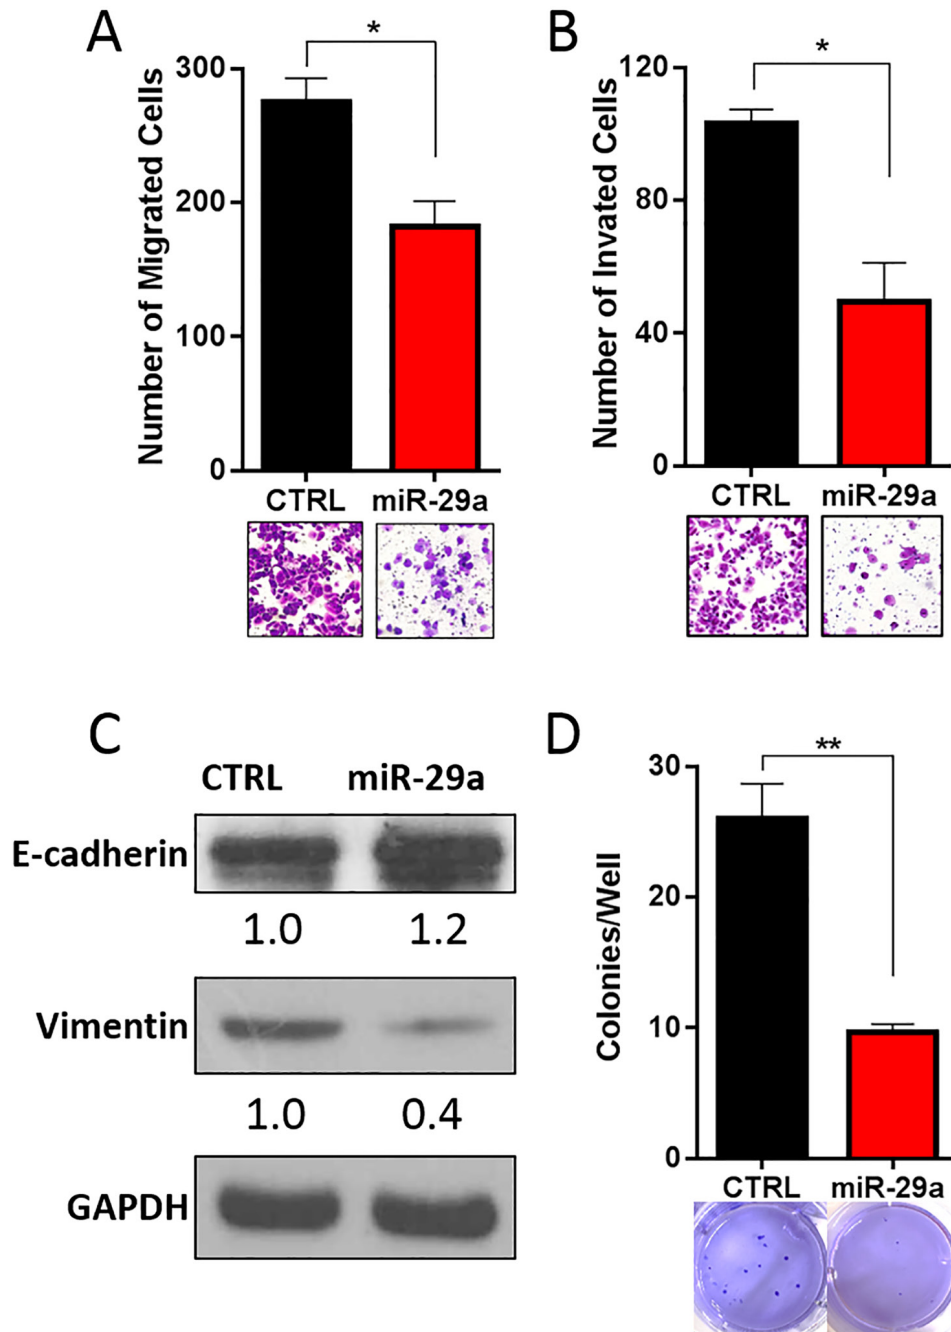 A
*
Number of Migrated Cells
300
200
100
0
CTRL miR-29a
B
*
Number of Invated Cells
120
80
40
0
CTRL miR-29a
C
CTRL miR-29a
E-cadherin
1.0 1.2
Vimentin
1.0 0.4
GAPDH
D
**
Colonies/Well
30
20
10
0
CTRL miR-29a